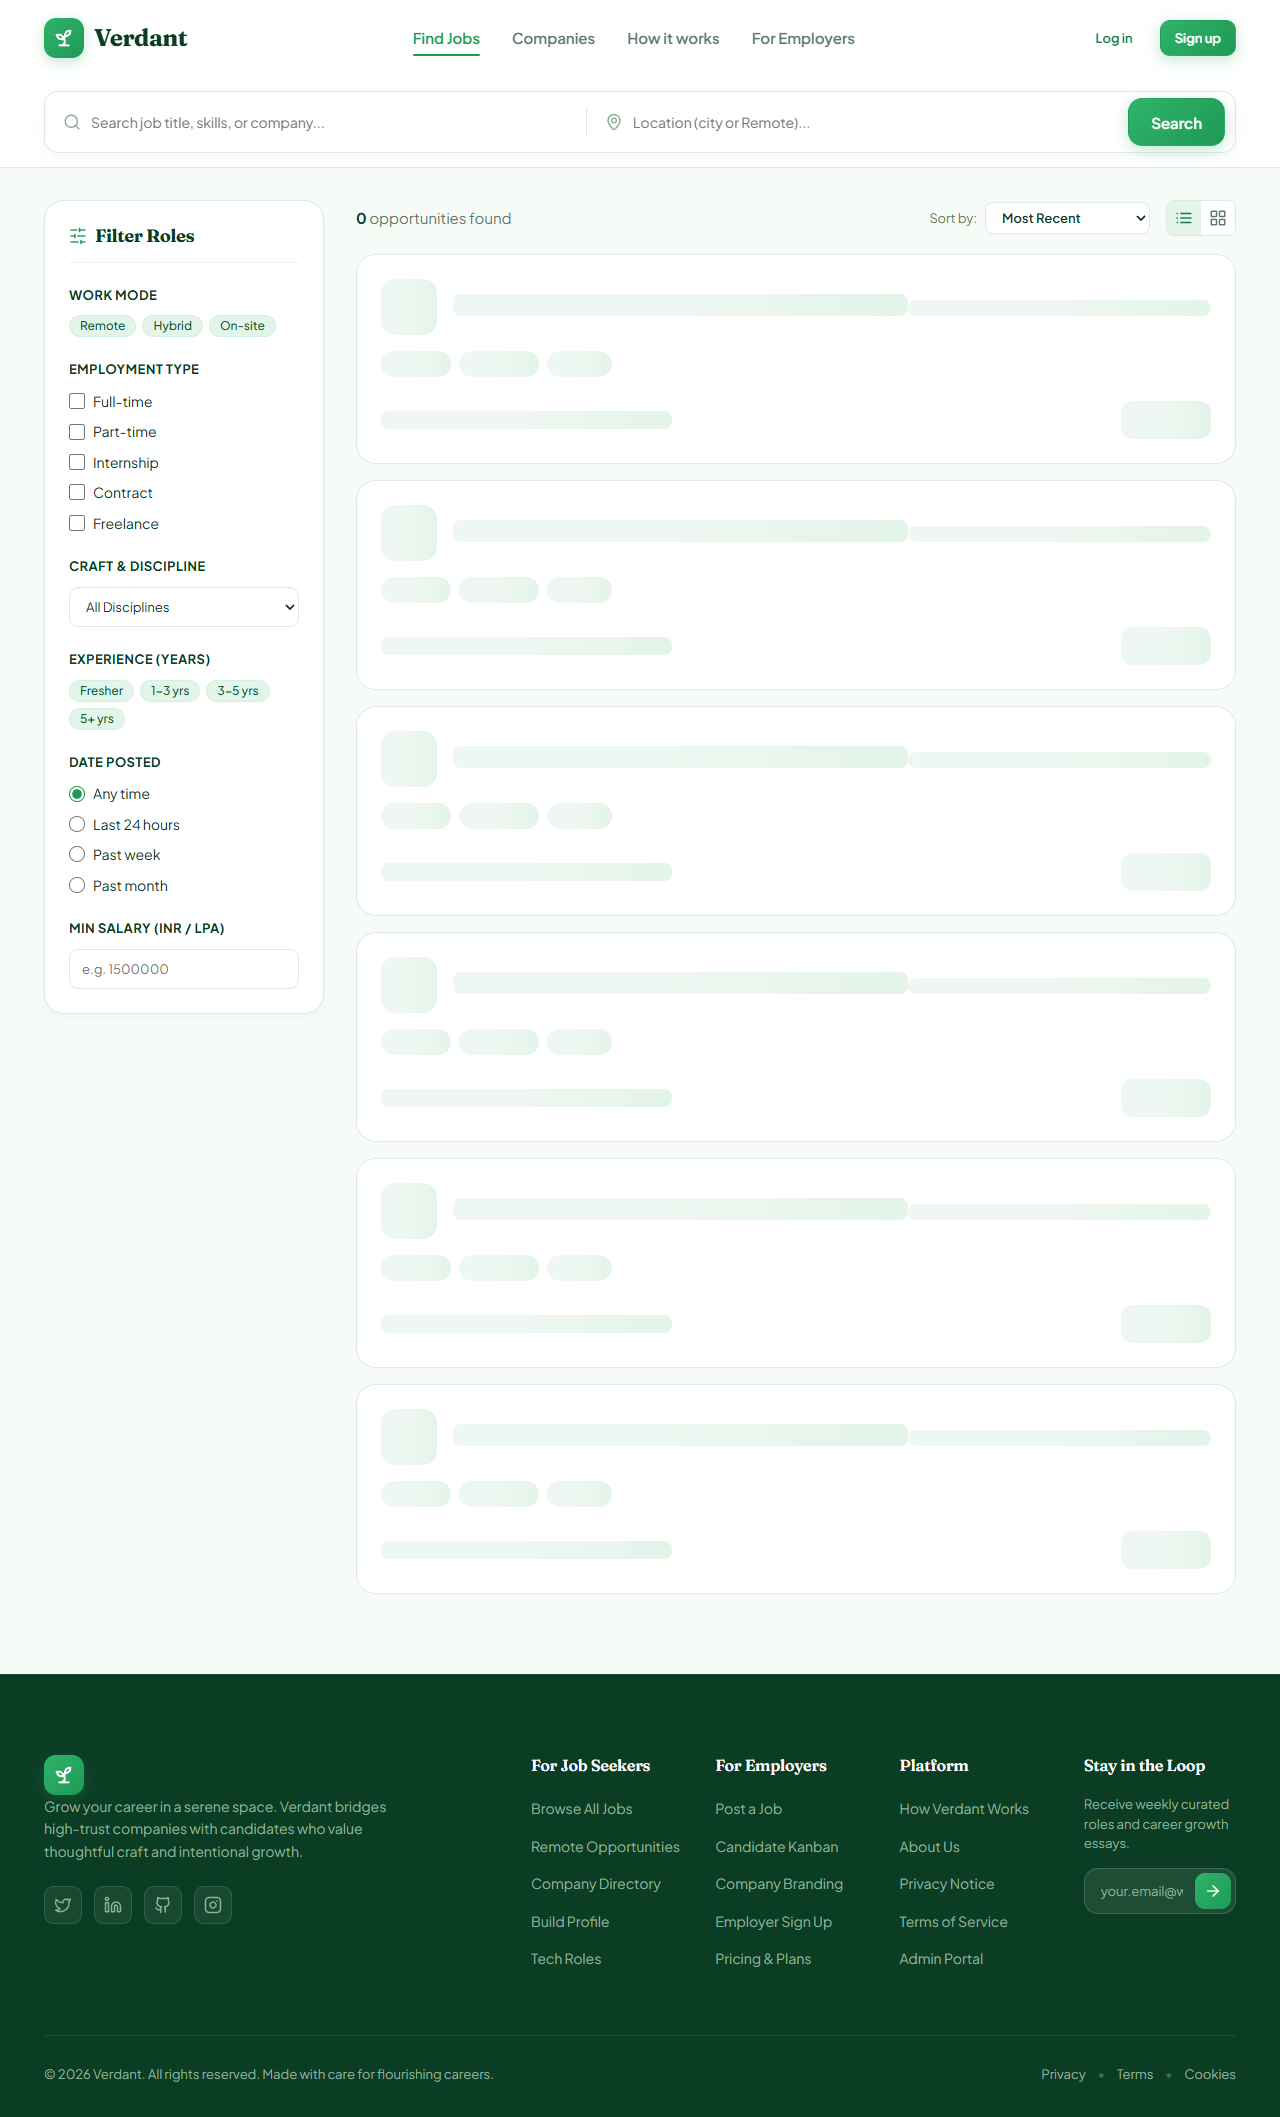 Verdant
Find Jobs
Companies
How it works
For Employers
Log in
Sign up
Search job title, skills, or company...
Location (city or Remote)...
Search
Filter Roles
WORK MODE
Remote
Hybrid
On-site
EMPLOYMENT TYPE
Full-time
Part-time
Internship
Contract
Freelance
CRAFT & DISCIPLINE
All Disciplines
EXPERIENCE (YEARS)
Fresher
1–3 yrs
3–5 yrs
5+ yrs
DATE POSTED
Any time
Last 24 hours
Past week
Past month
MIN SALARY (INR / LPA)
e.g. 1500000
0 opportunities found
Sort by:
Most Recent
Grow your career in a serene space. Verdant bridges
high-trust companies with candidates who value
thoughtful craft and intentional growth.
For Job Seekers
Browse All Jobs
Remote Opportunities
Company Directory
Build Profile
Tech Roles
For Employers
Post a Job
Candidate Kanban
Company Branding
Employer Sign Up
Pricing & Plans
Platform
How Verdant Works
About Us
Privacy Notice
Terms of Service
Admin Portal
Stay in the Loop
Receive weekly curated
roles and career growth
essays.
your.email@w
© 2026 Verdant. All rights reserved. Made with care for flourishing careers.
Privacy • Terms • Cookies